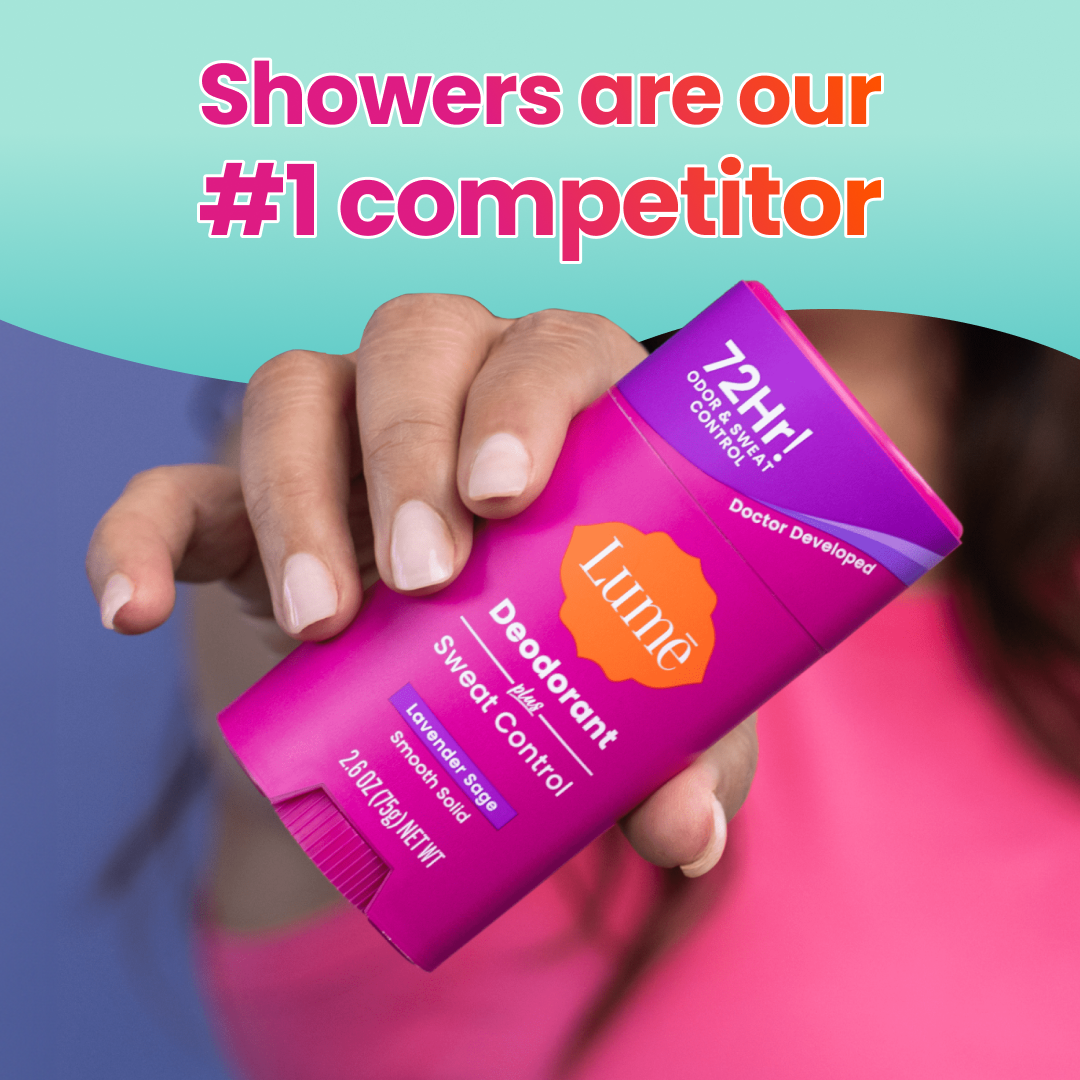 Showers are our
#1 competitor
72Hr!
ODOR & SWEAT
CONTROL
Doctor Developed
Lumē
Deodorant
plus
Sweat Control
Lavender Sage
Smooth Solid
2.6 OZ (75g) NET WT